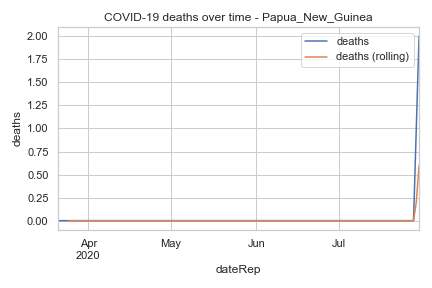 COVID-19 deaths over time - Papua_New_Guinea
deaths
deaths (rolling)
2.00
1.75
1.50
1.25
1.00
0.75
0.50
0.25
0.00
deaths
Apr
2020
May
Jun
Jul
dateRep